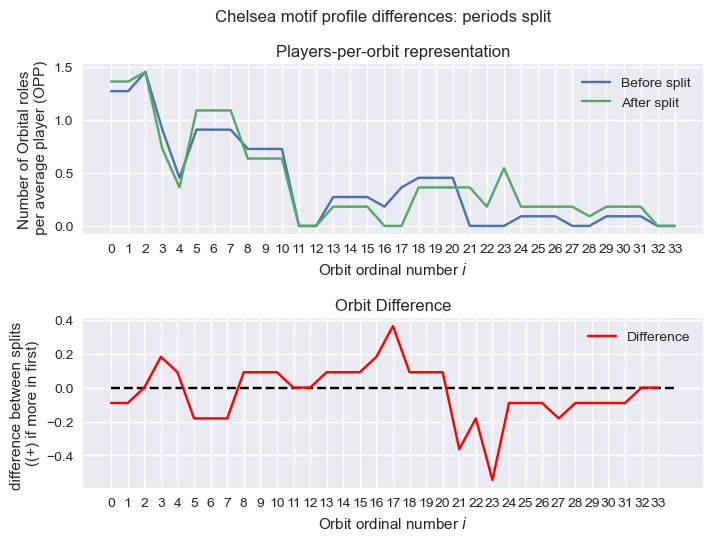 Chelsea motif profile differences: periods split
Players-per-orbit representation
Number of Orbital roles
per average player (OPP)
1.5
1.0
0.5
0.0
Before split
After split
0 1 2 3 4 5 6 7 8 9 10 11 12 13 14 15 16 17 18 19 20 21 22 23 24 25 26 27 28 29 30 31 32 33
Orbit ordinal number i
Orbit Difference
difference between splits
((+) if more in first)
0.4
0.2
0.0
−0.2
−0.4
Difference
0 1 2 3 4 5 6 7 8 9 10 11 12 13 14 15 16 17 18 19 20 21 22 23 24 25 26 27 28 29 30 31 32 33
Orbit ordinal number i